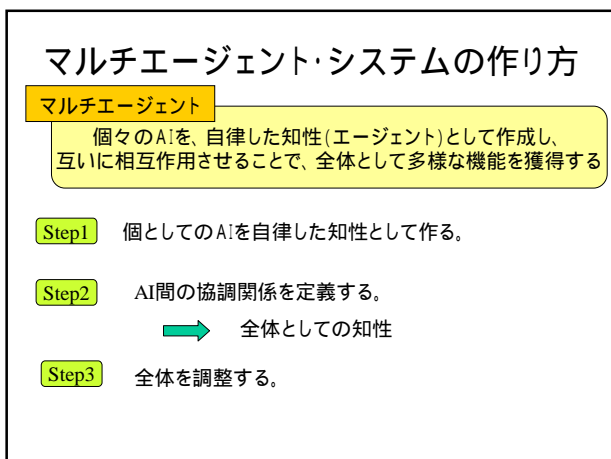 マルチエージェント・システムの作り方
マルチエージェント
個々のAIを、自律した知性(エージェント)として作成し、
互いに相互作用させることで、全体として多様な機能を獲得する
Step1 個としてのAIを自律した知性として作る。
Step2 AI間の協調関係を定義する。
全体としての知性
Step3 全体を調整する。